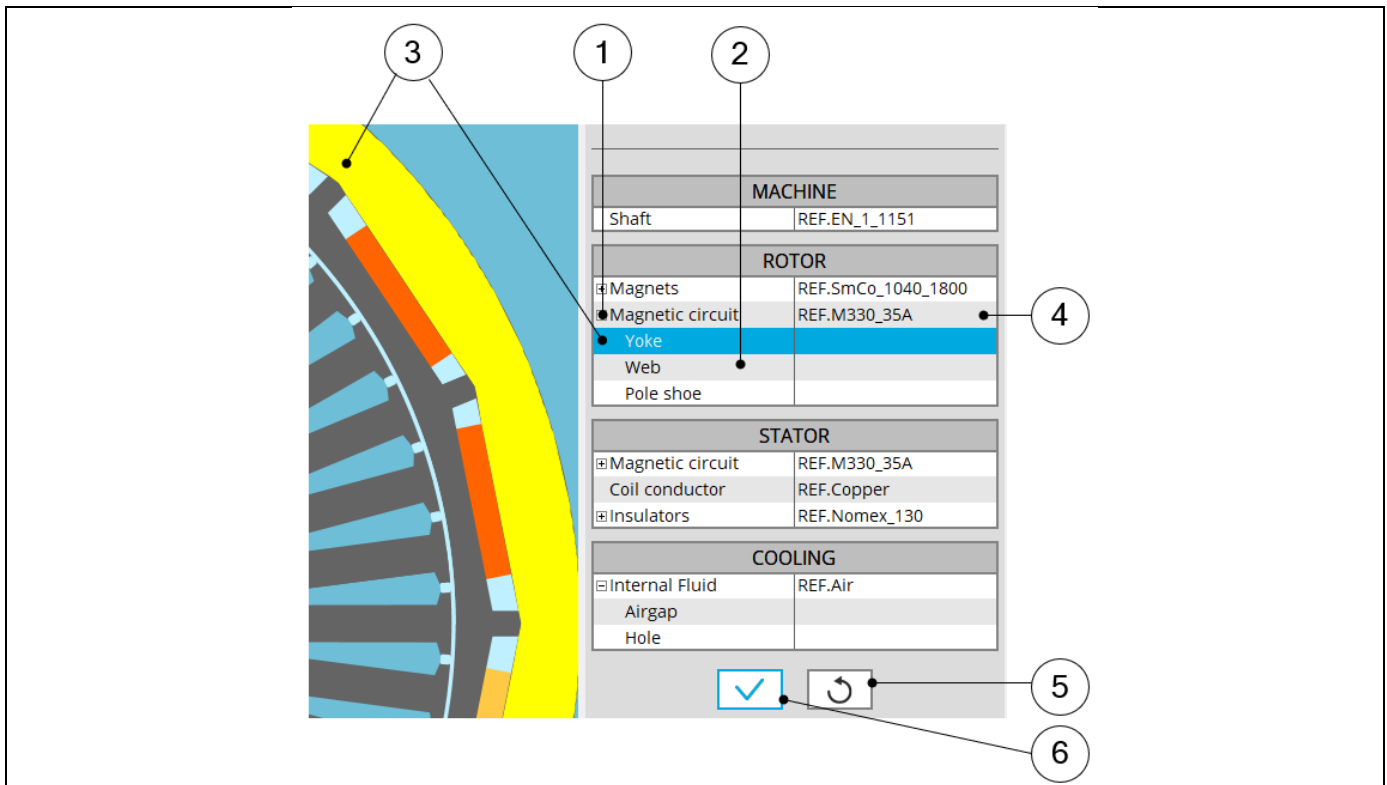 3 1 2
MACHINE
Shaft REF.EN_1_1151
ROTOR
Magnets REF.SmCo_1040_1800
Magnetic circuit REF.M330_35A
4
Yoke
Web
Pole shoe
STATOR
Magnetic circuit REF.M330_35A
Coil conductor REF.Copper
Insulators REF.Nomex_130
COOLING
Internal Fluid REF.Air
Airgap
Hole
5
6